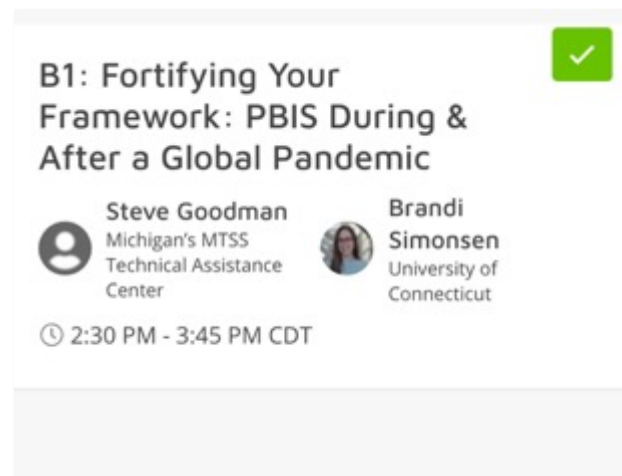 B1: Fortifying Your
Framework: PBIS During &
After a Global Pandemic
Steve Goodman
Michigan's MTSS
Technical Assistance
Center
Brandi
Simonsen
University of
Connecticut
2:30 PM - 3:45 PM CDT